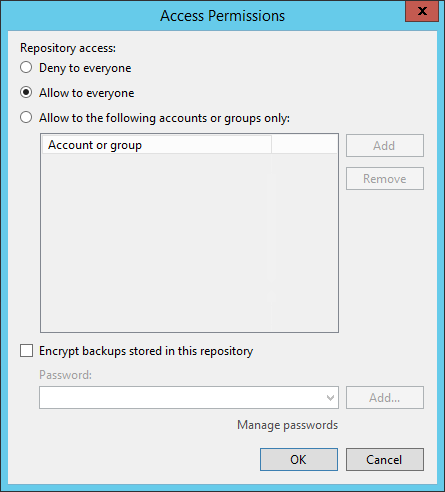 Access Permissions
x
Repository access:
Deny to everyone
Allow to everyone
Allow to the following accounts or groups only:
Account or group
Add
Remove
Encrypt backups stored in this repository
Password:
Add...
Manage passwords
OK
Cancel